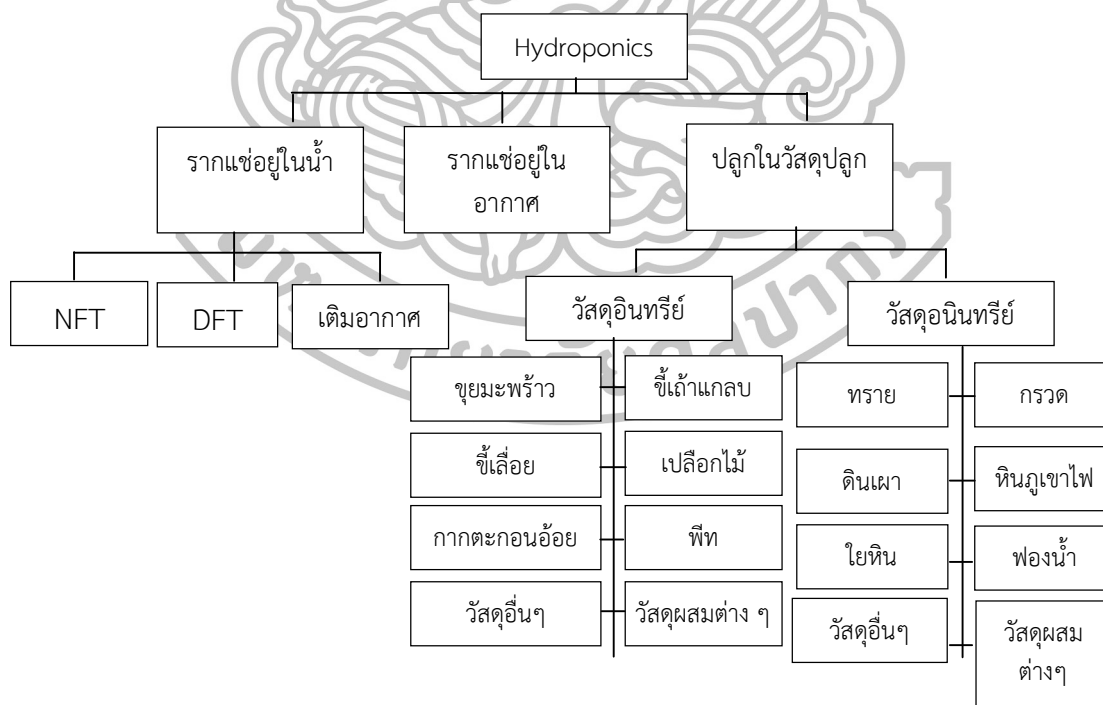 Hydroponics
รากแช่อยู่ในน้ำ
รากแช่อยู่ใน
อากาศ
ปลูกในวัสดุปลูก
NFT
DFT
เติมอากาศ
วัสดุอินทรีย์
วัสดุอนินทรีย์
ขุยมะพร้าว
ขี้เถ้าแกลบ
ขี้เลื่อย
เปลือกไม้
กากตะกอนอ้อย
พีท
วัสดุอื่นๆ
วัสดุผสมต่าง ๆ
ทราย
กรวด
ดินเผา
หินภูเขาไฟ
ใยหิน
ฟองน้ำ
วัสดุอื่นๆ
วัสดุผสม
ต่างๆ